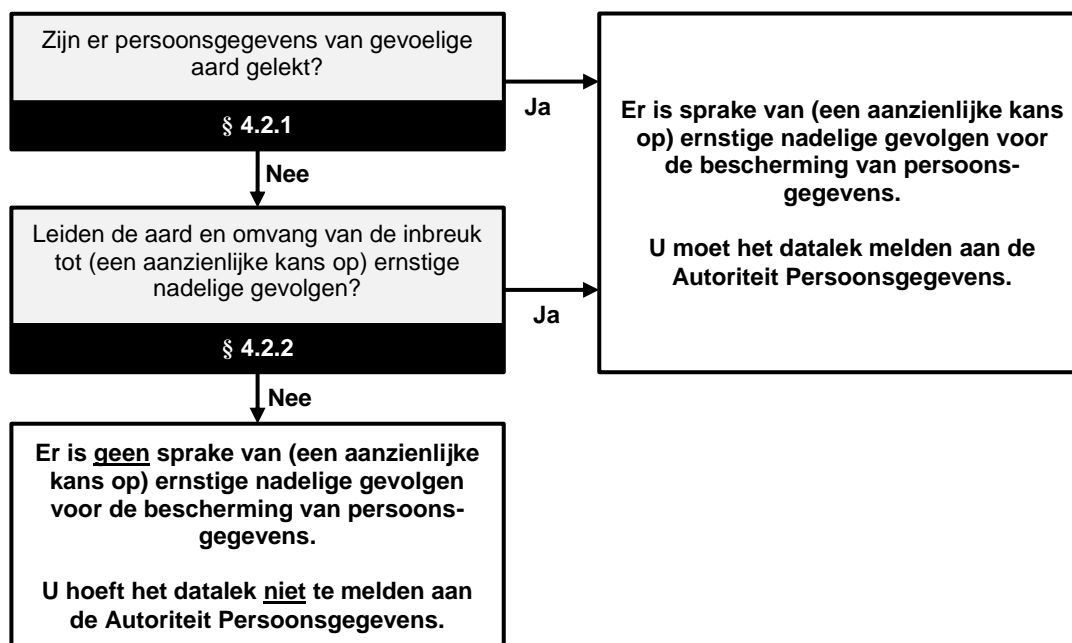 Zijn er persoonsgegevens van gevoelige
aard gelekt?
§ 4.2.1
Ja
Nee
Er is sprake van (een aanzienlijke kans
op) ernstige nadelige gevolgen voor
de bescherming van persoons-
gegevens.
U moet het datalek melden aan de
Autoriteit Persoonsgegevens.
Leiden de aard en omvang van de inbreuk
tot (een aanzienlijke kans op) ernstige
nadelige gevolgen?
§ 4.2.2
Ja
Nee
Er is geen sprake van (een aanzienlijke
kans op) ernstige nadelige gevolgen
voor de bescherming van persoons-
gegevens.
U hoeft het datalek niet te melden aan
de Autoriteit Persoonsgegevens.